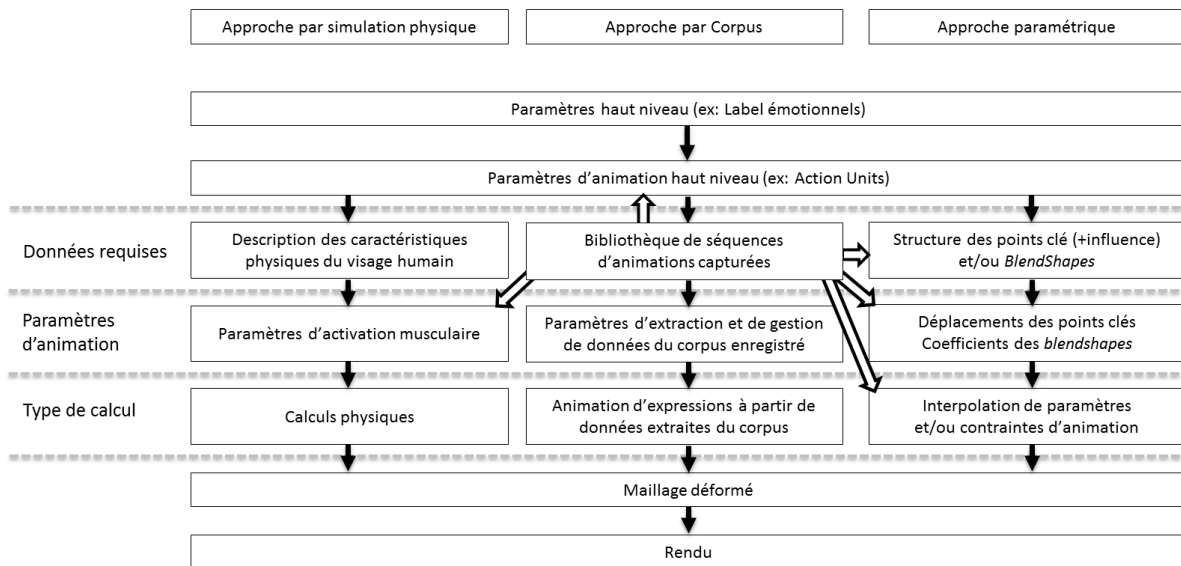 Approche par simulation physique
Approche par Corpus
Approche paramétrique
Paramètres haut niveau (ex: Label émotionnels)
Paramètres d’animation haut niveau (ex: Action Units)
Données requises
Description des caractéristiques
physiques du visage humain
Bibliothèque de séquences
d’animations capturées
Structure des points clé (+influence)
et/ou BlendShapes
Paramètres
d’animation
Paramètres d’activation musculaire
Paramètres d’extraction et de gestion
de données du corpus enregistré
Déplacements des points clés
Coefficients des blendshapes
Type de calcul
Calculs physiques
Animation d’expressions à partir de
données extraites du corpus
Interpolation de paramètres
et/ou contraintes d’animation
Maillage déformé
Rendu